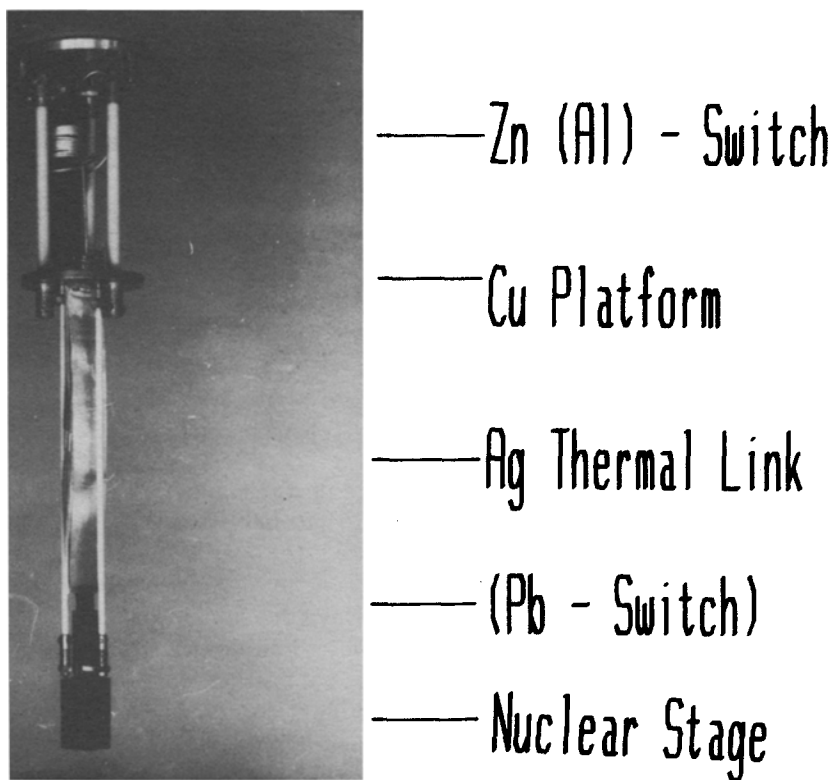 Zn (Al) - Switch
Cu Platform
Ag Thermal Link
(Pb - Switch)
Nuclear Stage